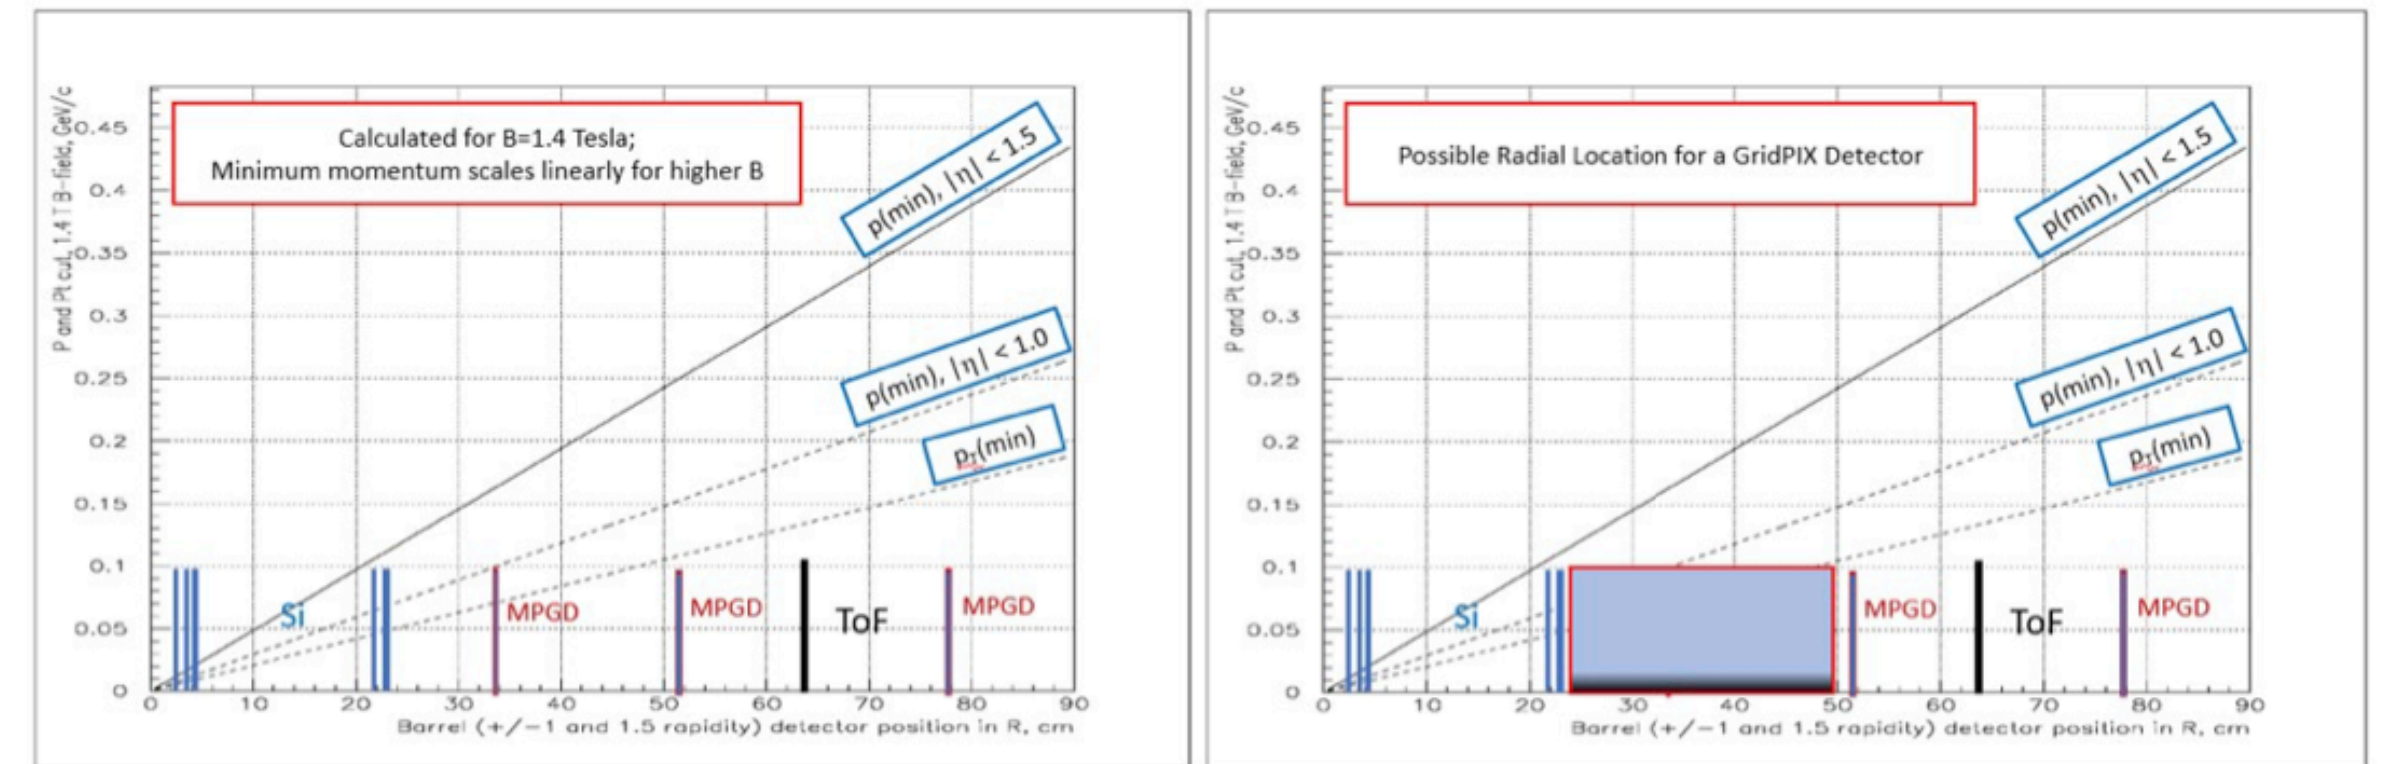 Calculated for B=1.4 Tesla;
Minimum momentum scales linearly for higher B
P and Pt cut, 1.4 T B-field, GeV/c
0.45
0.4
0.35
0.3
0.25
0.2
0.15
0.1
0.05
0
p(min), |η| < 1.5
p(min), |η| < 1.0
pT(min)
Si
MPGD
MPGD
ToF
MPGD
0 10 20 30 40 50 60 70 80 90
Barrel (+/-1 and 1.5 rapidity) detector position in R, cm
Possible Radial Location for a GridPIX Detector
P and Pt cut, 1.4 T B-field, GeV/c
0.45
0.4
0.35
0.3
0.25
0.2
0.15
0.1
0.05
0
p(min), |η| < 1.5
p(min), |η| < 1.0
pT(min)
Si
MPGD
ToF
MPGD
0 10 20 30 40 50 60 70 80 90
Barrel (+/-1 and 1.5 rapidity) detector position in R, cm